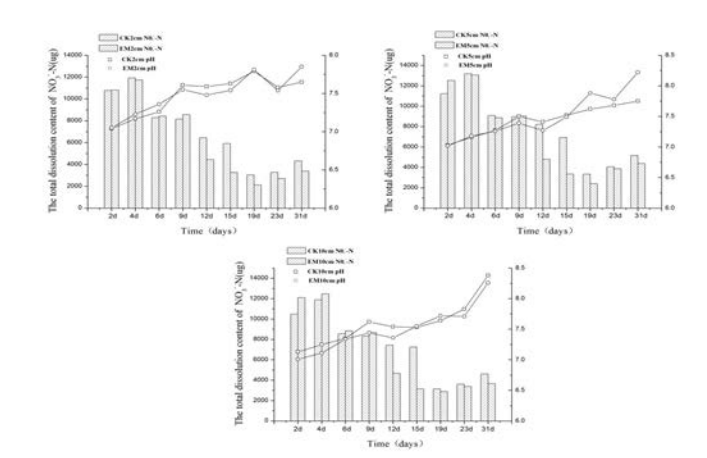 CK2cm NO3-N
EM2cm NO3-N
CK2cm pH
EM2cm pH
The total dissolution content of NO3-N(ug)
14000
12000
10000
8000
6000
4000
2000
0
8.0
7.5
7.0
6.5
6.0
2d 4d 6d 9d 12d 15d 19d 23d 31d
Time (days)
CK5cm NO3-N
EM5cm NO3-N
CK5cm pH
EM5cm pH
The total dissolution content of NO3-N(ug)
14000
12000
10000
8000
6000
4000
2000
0
8.5
8.0
7.5
7.0
6.5
6.0
2d 4d 6d 9d 12d 15d 19d 23d 31d
Time (days)
CK10cm NO3-N
EM10cm NO3-N
CK10cm pH
EM10cm pH
The total dissolution content of NO3-N(ug)
14000
12000
10000
8000
6000
4000
2000
0
8.5
8.0
7.5
7.0
6.5
6.0
2d 4d 6d 9d 12d 15d 19d 23d 31d
Time (days)